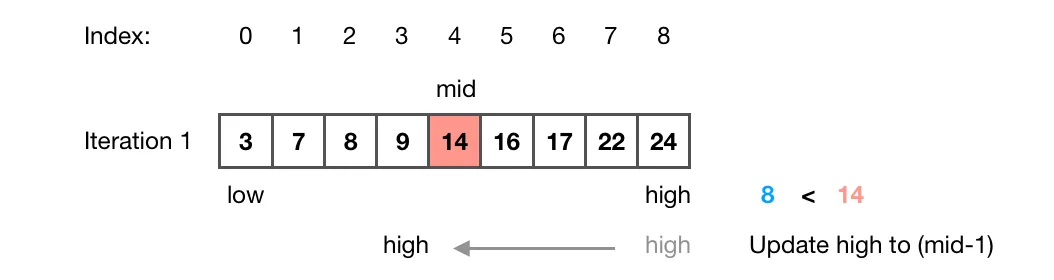 Index: 0 1 2 3 4 5 6 7 8
mid
Iteration 1 3 7 8 9 14 16 17 22 24
low high 8 < 14
high high Update high to (mid-1)